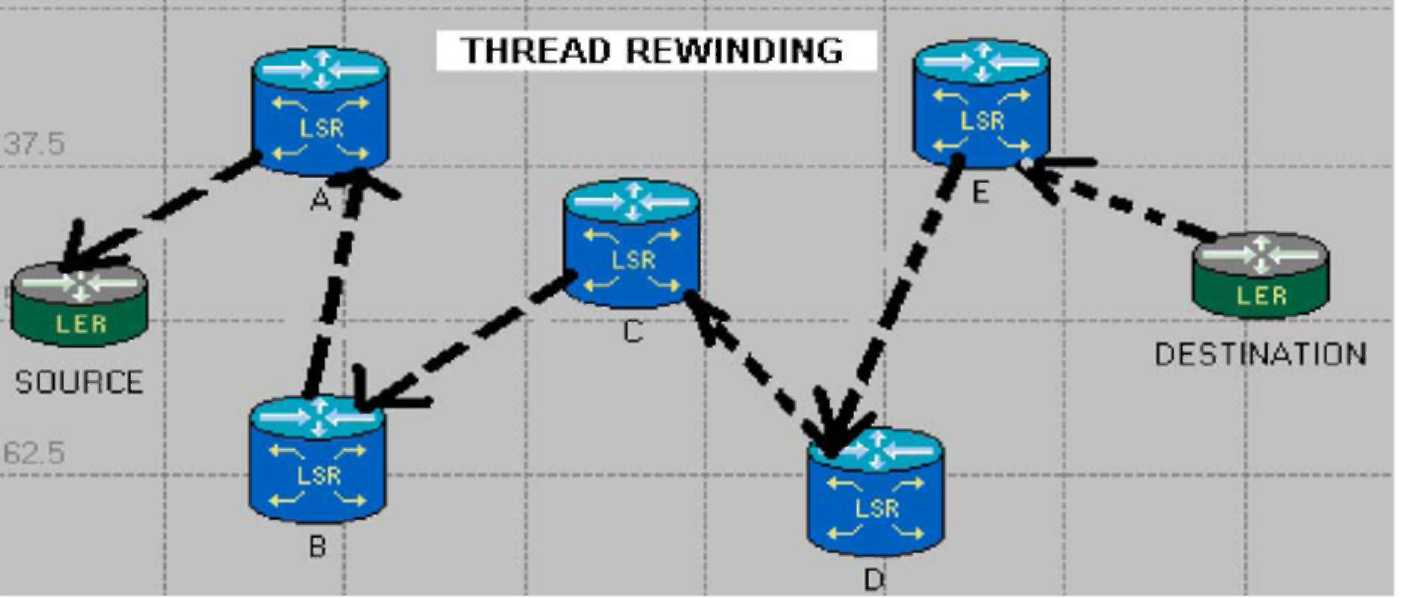 THREAD REWINDING
LSR
LSR
37.5
A
E
LSR
LER
LER
C
SOURCE
DESTINATION
62.5
LSR
LSR
B
D